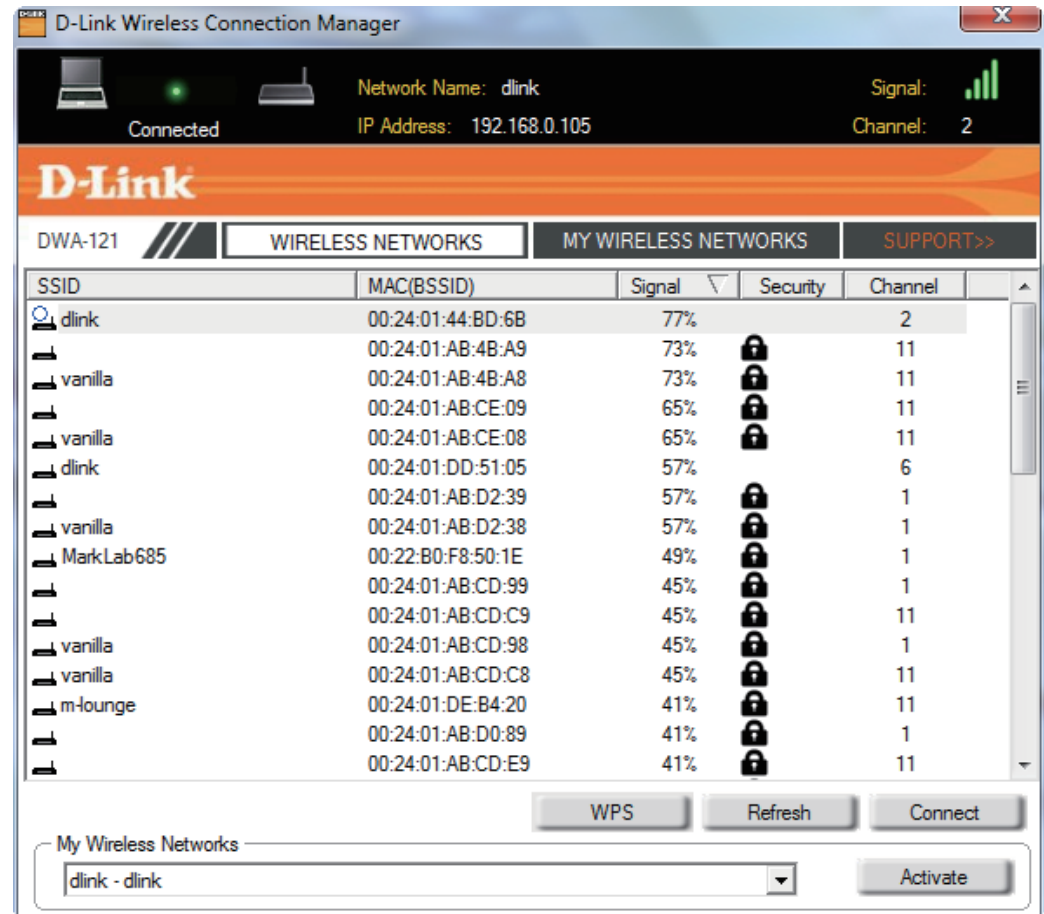 D-Link Wireless Connection Manager
Network Name: dlink Signal:
Connected IP Address: 192.168.0.105 Channel: 2
D-Link
DWA-121 WIRELESS NETWORKS MY WIRELESS NETWORKS SUPPORT>>
SSID MAC(BSSID) Signal Security Channel
dlink 00:24:01:44:BD:6B 77% 2
00:24:01:AB:4B:A9 73% 11
vanilla 00:24:01:AB:4B:A8 73% 11
00:24:01:AB:CE:09 65% 11
vanilla 00:24:01:AB:CE:08 65% 11
dlink 00:24:01:DD:51:05 57% 6
00:24:01:AB:D2:39 57% 1
vanilla 00:24:01:AB:D2:38 57% 1
MarkLab685 00:22:B0:F8:50:1E 49% 1
00:24:01:AB:CD:99 45% 1
00:24:01:AB:CD:C9 45% 11
vanilla 00:24:01:AB:CD:98 45% 1
vanilla 00:24:01:AB:CD:C8 45% 11
m-lounge 00:24:01:DE:B4:20 41% 11
00:24:01:AB:D0:89 41% 1
00:24:01:AB:CD:E9 41% 11
WPS Refresh Connect
My Wireless Networks
dlink - dlink Activate